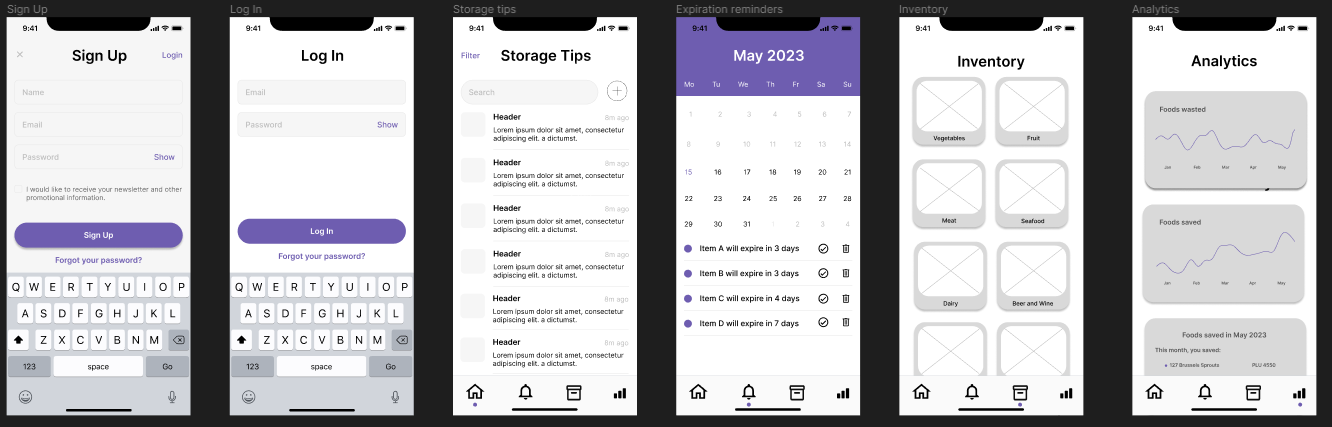 Sign Up
9:41
×
Sign Up
Login
Name
Email
Password
Show
I would like to receive your newsletter and other
promotional information.
Sign Up
Forgot your password?
Q W E R T Y U I O P
A S D F G H J K L
Z X C V B N M
123
space
Go
Log In
9:41
Log In
Email
Password
Show
Log In
Forgot your password?
Q W E R T Y U I O P
A S D F G H J K L
Z X C V B N M
123
space
Go
Storage tips
9:41
Filter
Storage Tips
Search
Header
8m ago
Lorem ipsum dolor sit amet, consectetur
adipiscing elit. a dictumst.
Header
8m ago
Lorem ipsum dolor sit amet, consectetur
adipiscing elit. a dictumst.
Header
8m ago
Lorem ipsum dolor sit amet, consectetur
adipiscing elit. a dictumst.
Header
8m ago
Lorem ipsum dolor sit amet, consectetur
adipiscing elit. a dictumst.
Header
8m ago
Lorem ipsum dolor sit amet, consectetur
adipiscing elit. a dictumst.
Header
8m ago
Lorem ipsum dolor sit amet, consectetur
adipiscing elit. a dictumst.
Expiration reminders
9:41
May 2023
Mo Tu We Th Fr Sa Su
1 2 3 4 5 6 7
8 9 10 11 12 13 14
15 16 17 18 19 20 21
22 23 24 25 26 27 28
29 30 31 1 2 3 4
Item A will expire in 3 days
Item B will expire in 3 days
Item C will expire in 4 days
Item D will expire in 7 days
Inventory
9:41
Inventory
Vegetables
Fruit
Meat
Seafood
Dairy
Beer and Wine
Analytics
9:41
Analytics
Foods wasted
Jan Feb Mar Apr May
Foods saved
Jan Feb Mar Apr May
Foods saved in May 2023
This month, you saved:
127 Brussels Sprouts
PLU #4550